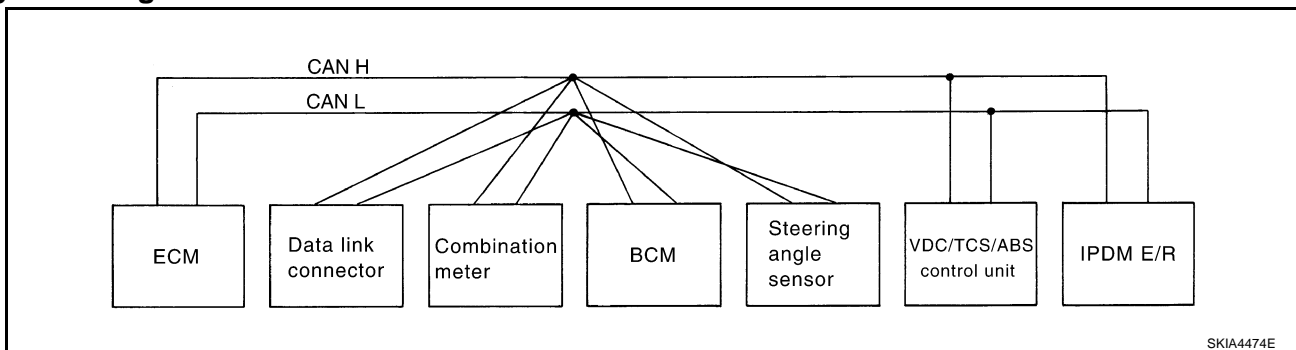 CAN H
CAN L
ECM
Data link
connector
Combination
meter
BCM
Steering
angle
sensor
VDC/TCS/ABS
control unit
IPDM E/R
SKIA4474E